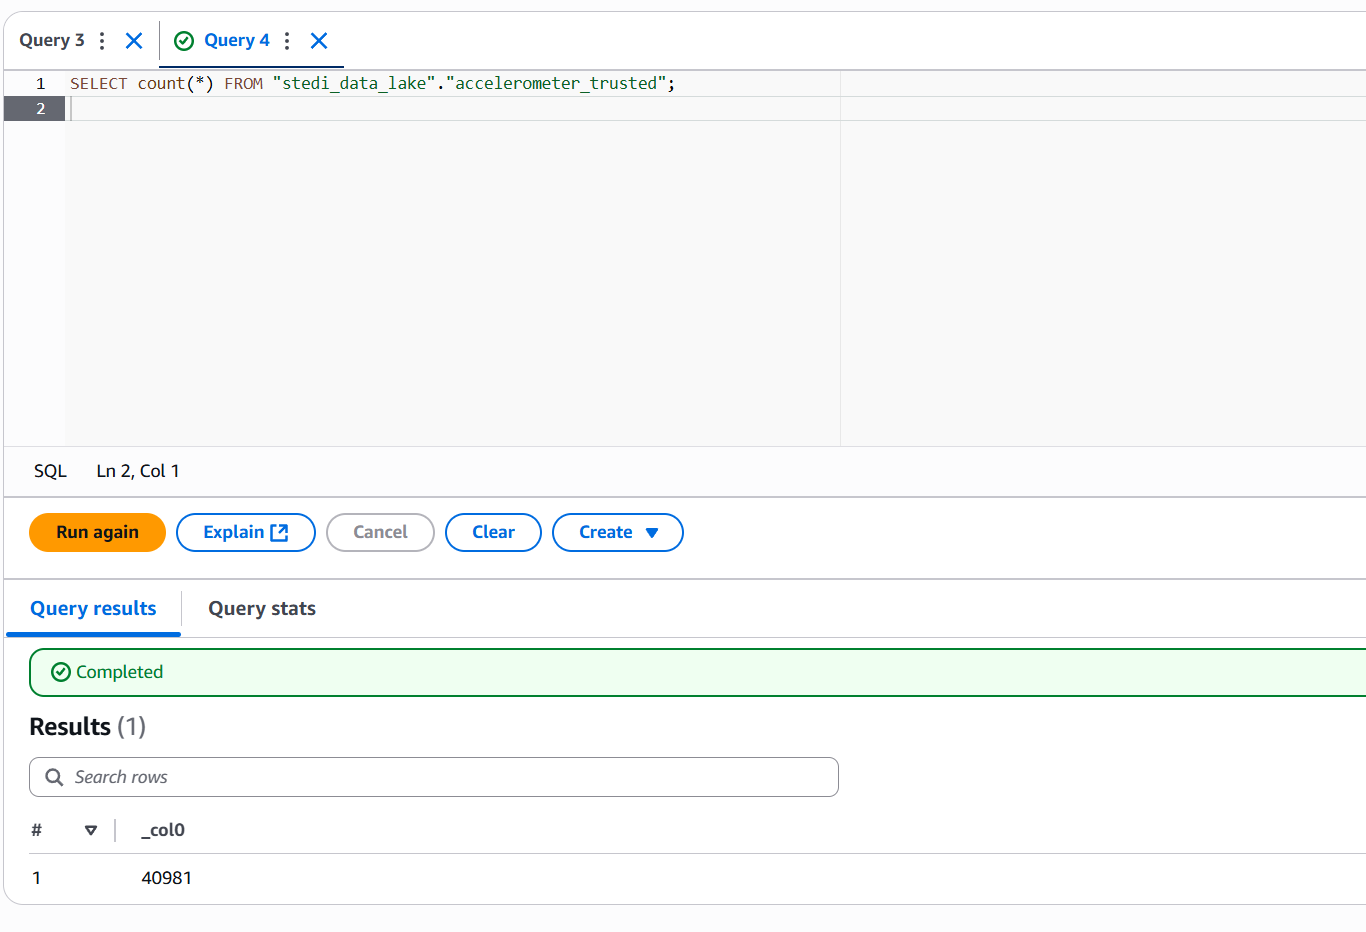 Query 3
Query 4
1 SELECT count(*) FROM "stedi_data_lake"."accelerometer_trusted";
2
SQL Ln 2, Col 1
Run again Explain Cancel Clear Create
Query results Query stats
Completed
Results (1)
Search rows
# _col0
1 40981